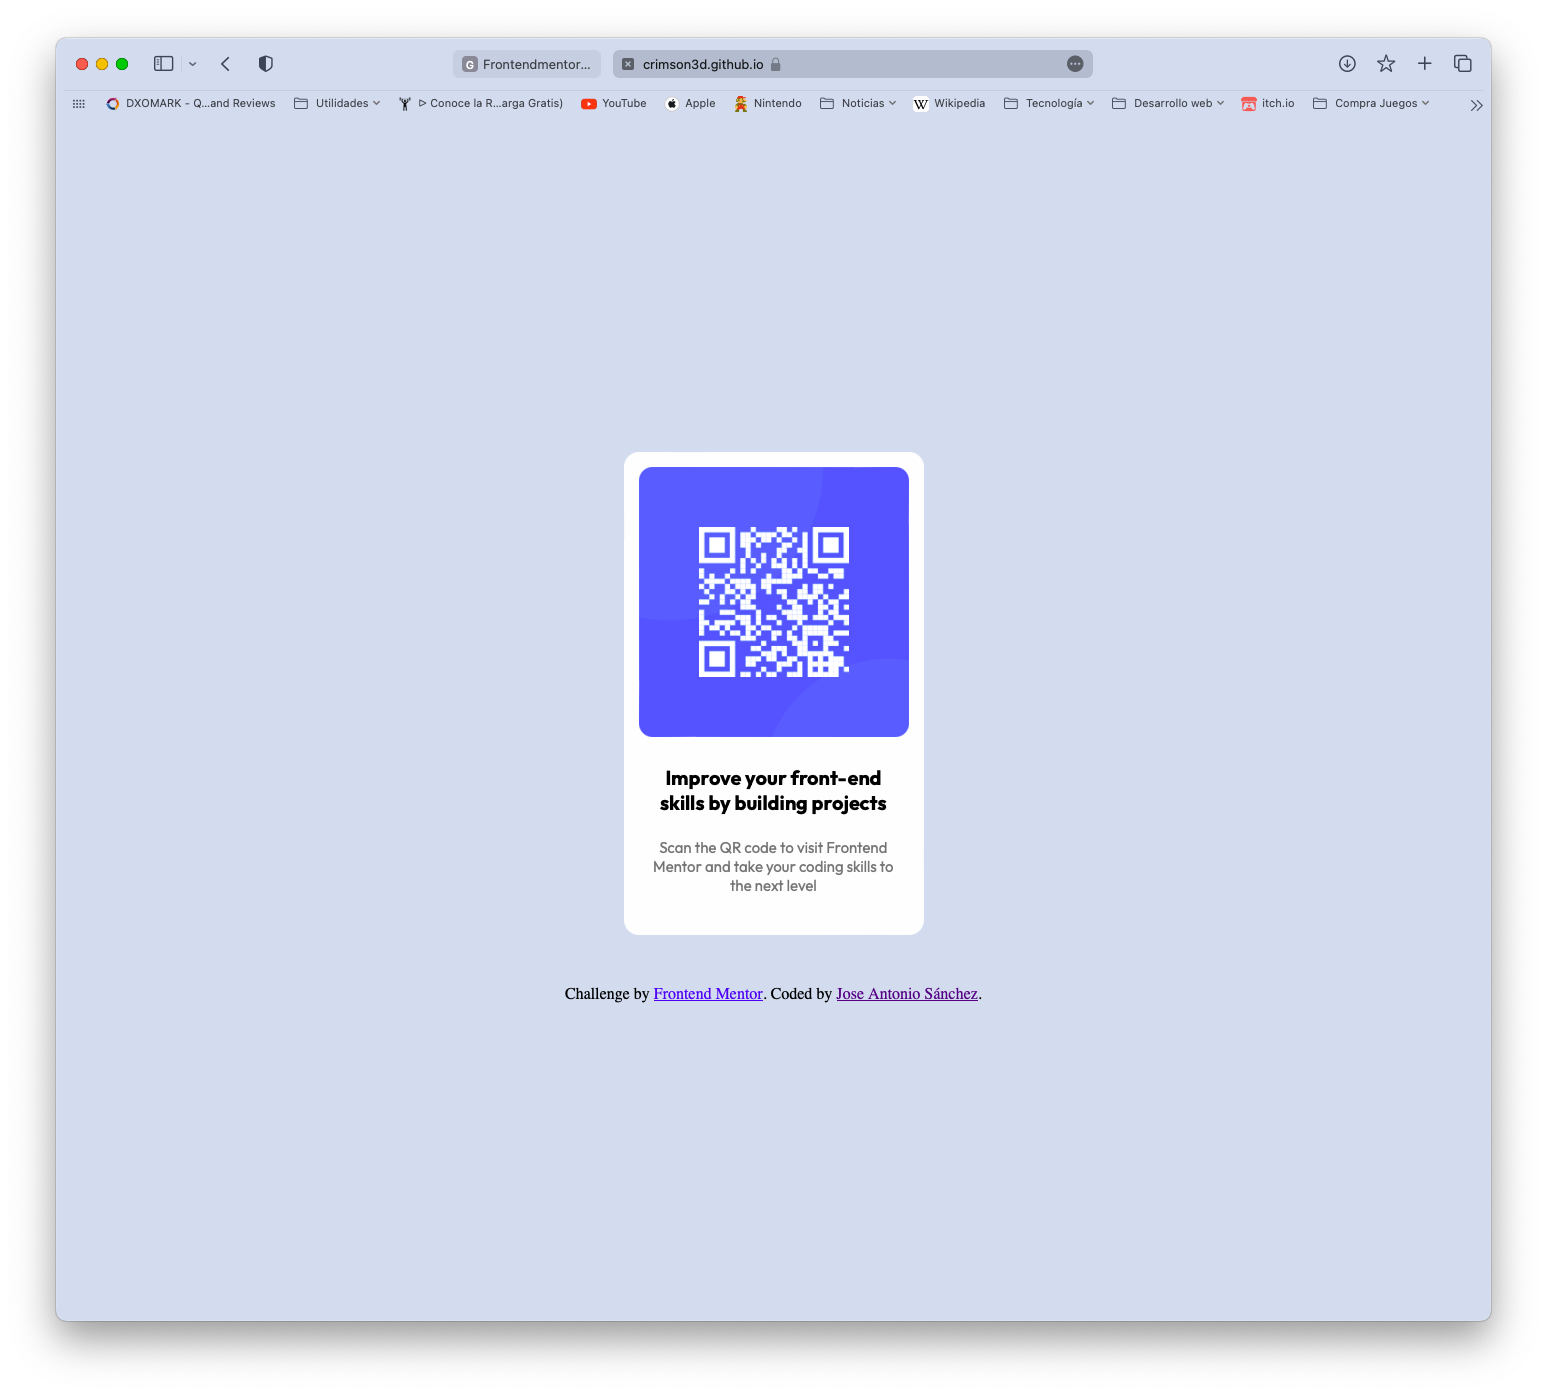 G Frontendmentor...
crimson3d.github.io
DXOMARK - Q...and Reviews
Utilidades
▷ Conoce la R...arga Gratis)
YouTube
Apple
Nintendo
Noticias
W Wikipedia
Tecnología
Desarrollo web
itch.io
Compra Juegos
Improve your front-end
skills by building projects
Scan the QR code to visit Frontend
Mentor and take your coding skills to
the next level
Challenge by Frontend Mentor. Coded by Jose Antonio Sánchez.